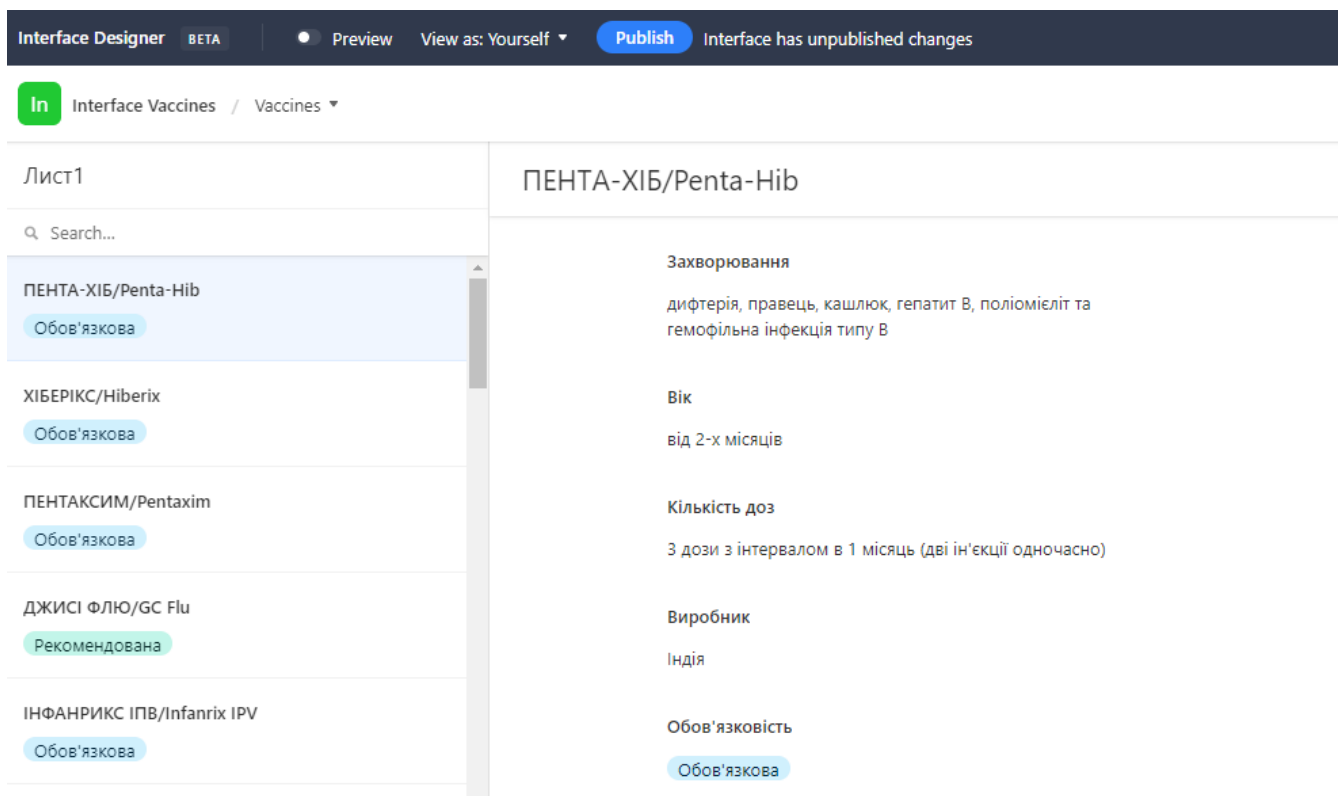 Interface Designer BETA Preview View as: Yourself Publish Interface has unpublished changes
In Interface Vaccines / Vaccines
Лист1
Search...
ПЕНТА-ХІБ/Penta-Hib
Обов'язкова
ХІБЕРІКС/Hiberix
Обов'язкова
ПЕНТАКСИМ/Pentaxim
Обов'язкова
ДЖИСІ ФЛЮ/GC Flu
Рекомендована
ІНФАНРИКС ІПВ/Infanrix IPV
Обов'язкова
ПЕНТА-ХІБ/Penta-Hib
Захворювання
дифтерія, правець, кашлюк, гепатит В, поліомієліт та
гемофільна інфекція типу В
Вік
від 2-х місяців
Кількість доз
3 дози з інтервалом в 1 місяць (дві ін'єкції одночасно)
Виробник
Індія
Обов'язковість
Обов'язкова